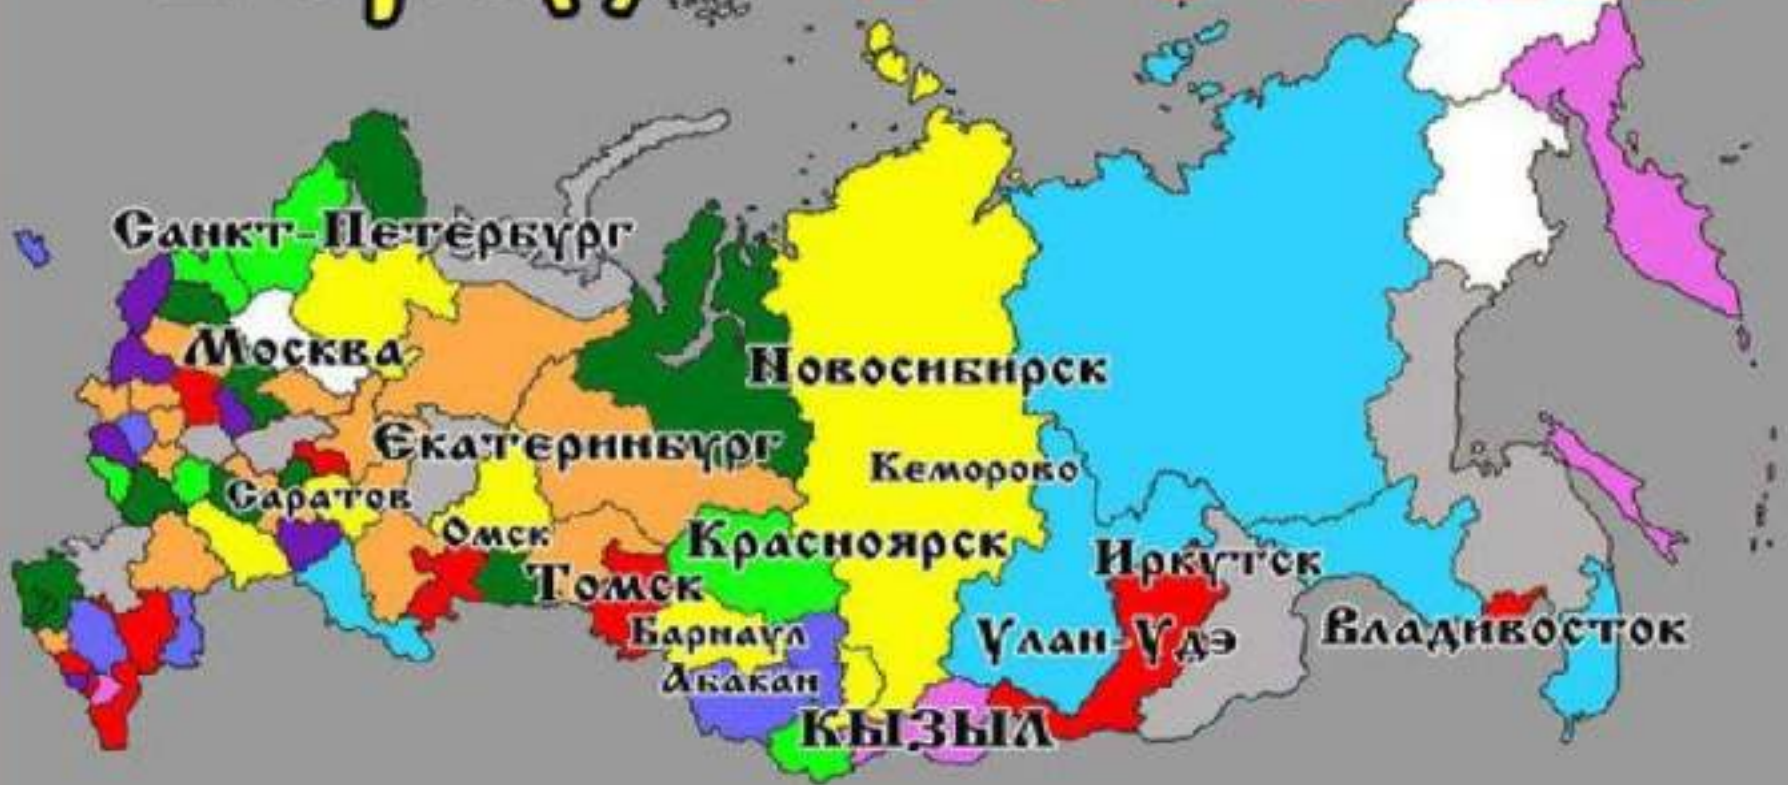 Санкт-Петербург
Москва
Новосибирск
Екатеринбург
Кеморово
Саратов
Омск
Красноярск
Иркутск
Томск
Барнаул
Улан-Удэ
Владивосток
Абакан
КЫЗЫЛ